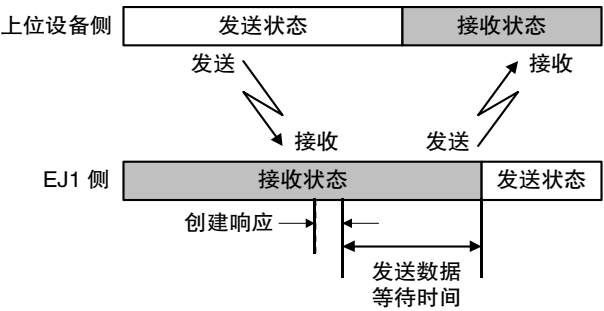 上位设备侧 发送状态 接收状态
发送 接收
接收 发送
EJ1 侧 接收状态 发送状态
创建响应
发送数据
等待时间